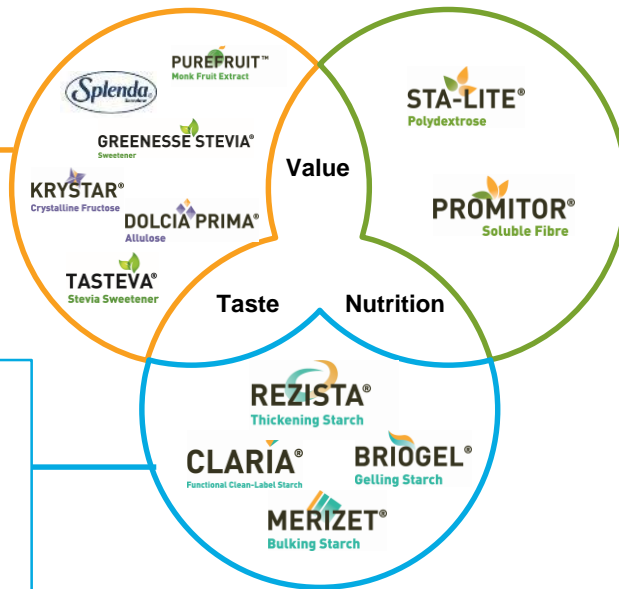 PUREFRUIT™
Monk Fruit Extract
Splenda
GREENESSE STEVIA®
Sweetener
KRYSTAR®
Crystalline Fructose
DOLCIA PRIMA®
Allulose
TASTEVA®
Stevia Sweetener
STA-LITE®
Polydextrose
PROMITOR®
Soluble Fibre
Value
Taste
Nutrition
REZISTA®
Thickening Starch
CLARÍA®
Functional Clean-Label Starch
BRIOGEL®
Gelling Starch
MERIZET®
Bulking Starch